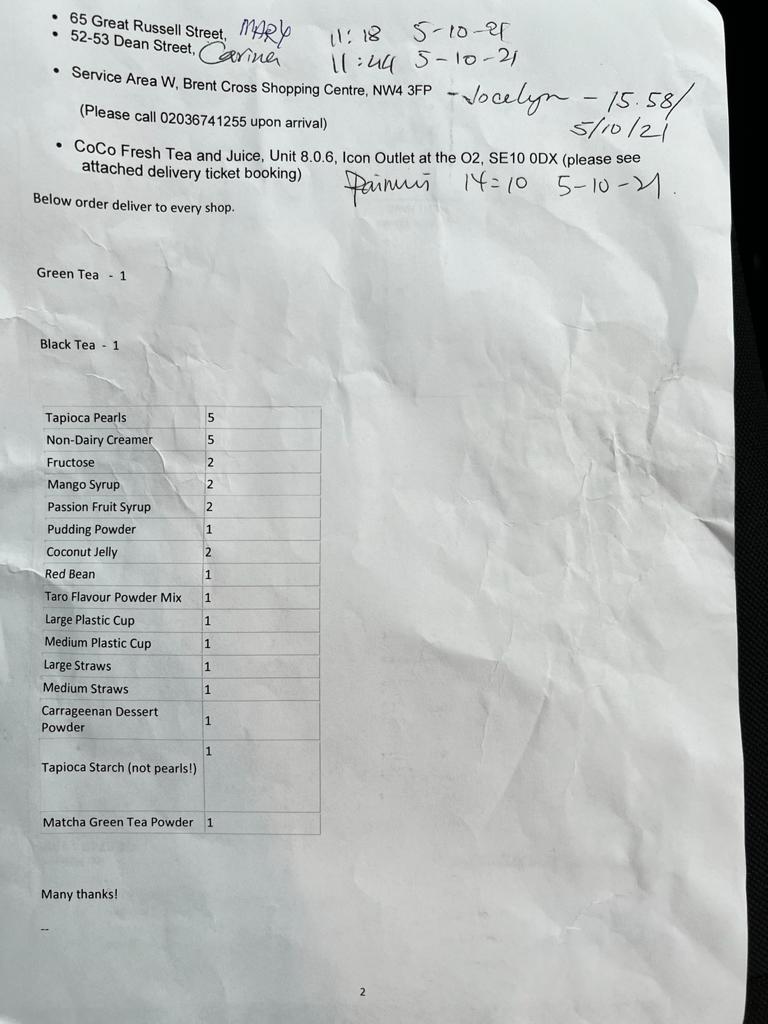 • 65 Great Russell Street, MARY 11:18 5-10-21
• 52-53 Dean Street, Carina 11:44 5-10-21
• Service Area W, Brent Cross Shopping Centre, NW4 3FP - Jocelyn - 15.58/
(Please call 02036741255 upon arrival) 5/10/21
• CoCo Fresh Tea and Juice, Unit 8.0.6, Icon Outlet at the O2, SE10 0DX (please see
attached delivery ticket booking) 14=10 5-10-21.
Below order deliver to every shop.
Green Tea - 1
Black Tea - 1
Tapioca Pearls 5
Non-Dairy Creamer 5
Fructose 2
Mango Syrup 2
Passion Fruit Syrup 2
Pudding Powder 1
Coconut Jelly 2
Red Bean 1
Taro Flavour Powder Mix 1
Large Plastic Cup 1
Medium Plastic Cup 1
Large Straws 1
Medium Straws 1
Carrageenan Dessert
Powder 1
1
Tapioca Starch (not pearls!)
Matcha Green Tea Powder 1
Many thanks!
--
2